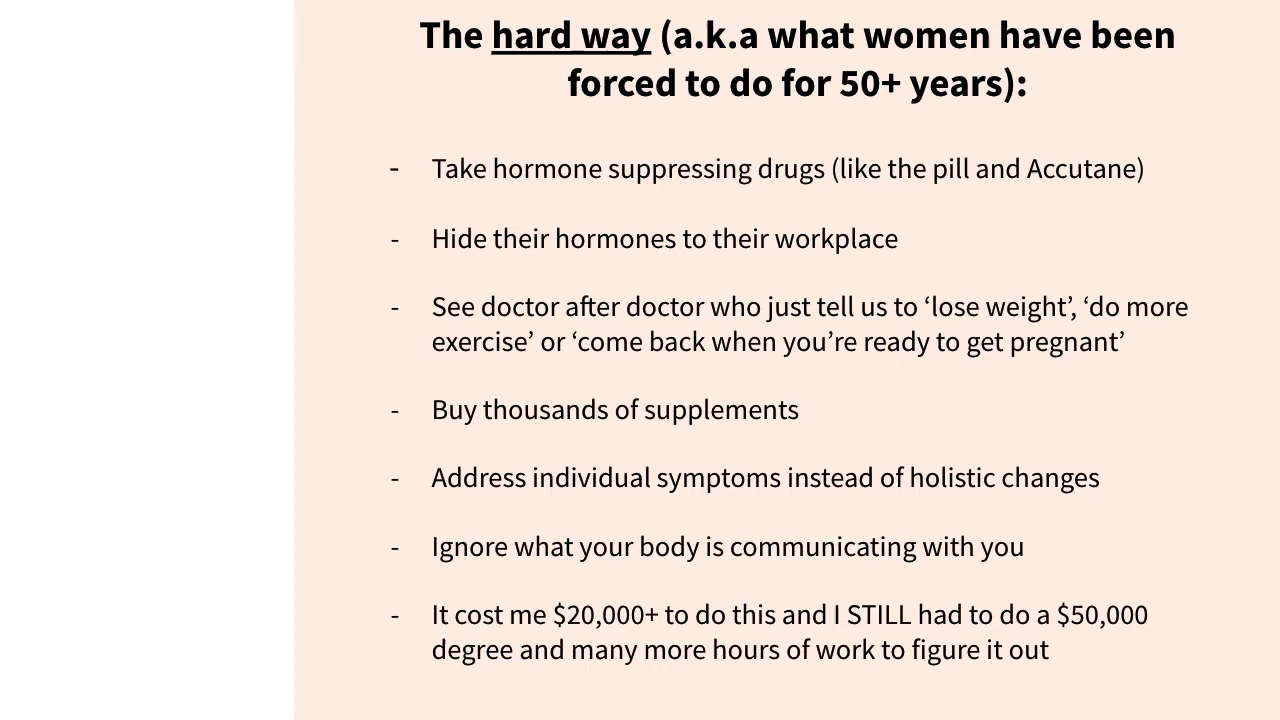 The hard way (a.k.a what women have been
forced to do for 50+ years):
- Take hormone suppressing drugs (like the pill and Accutane)
- Hide their hormones to their workplace
- See doctor after doctor who just tell us to ‘lose weight’, ‘do more
exercise’ or ‘come back when you’re ready to get pregnant’
- Buy thousands of supplements
- Address individual symptoms instead of holistic changes
- Ignore what your body is communicating with you
- It cost me $20,000+ to do this and I STILL had to do a $50,000
degree and many more hours of work to figure it out